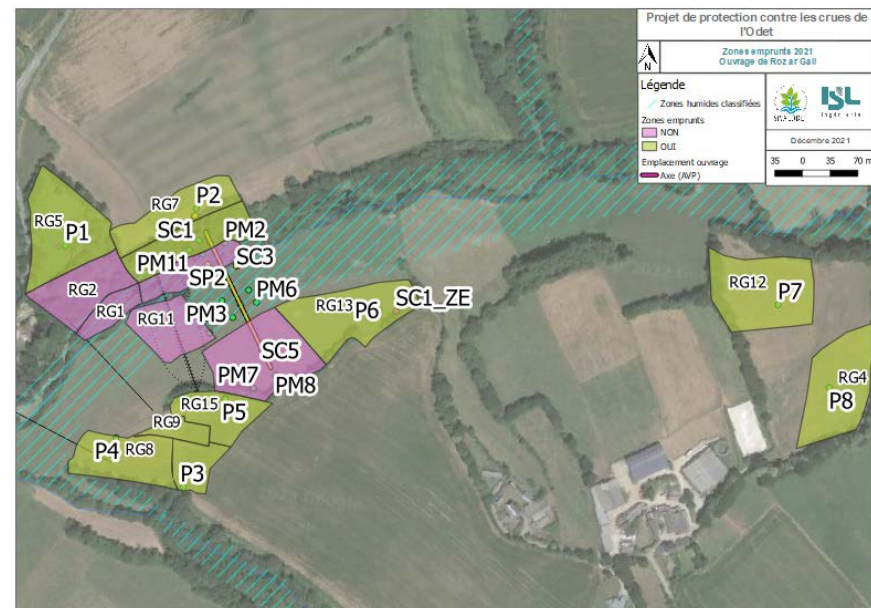 Projet de protection contre les crues de
l'Odet
Zones emprunts 2021
Ouvrage de Roz ar Gall
N
Légende
Zones humides classifiées
Zones emprunts
NON
OUI
Emplacement ouvrage
Axe (AVP)
SIVALODET
ISL
Ingénierie
Décembre 2021
35 0 35 70 m
P2
RG7
RG5
P1
SC1
PM2
PM11
SC3
SP2
RG2
RG1
RG11
PM3
PM6
RG13
P6
SC1_ZE
RG12
P7
SC5
PM7
PM8
RG4
P8
RG15
P5
RG9
RG8
P4
P3